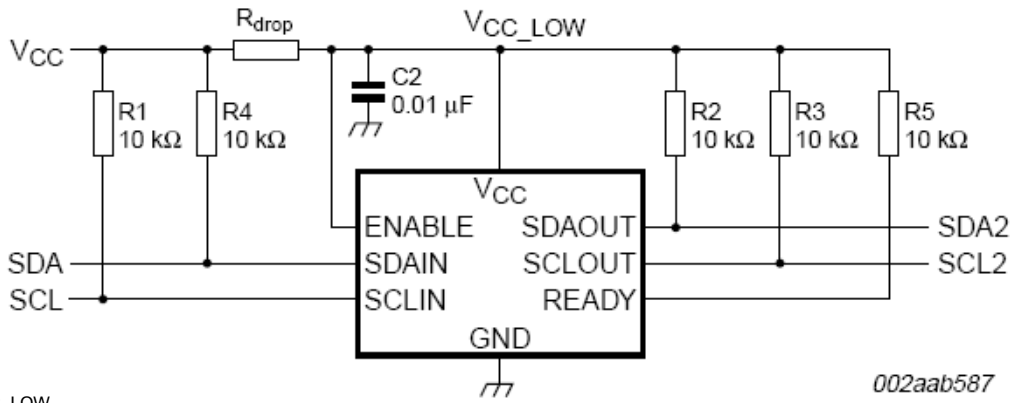 Rdrop
VCC
VCC_LOW
C2
0.01 μF
R1
10 kΩ
R4
10 kΩ
R2
10 kΩ
R3
10 kΩ
R5
10 kΩ
VCC
ENABLE
SDAOUT
SDA2
SDA
SDAIN
SCLOUT
SCL2
SCL
SCLIN
READY
GND
002aab587
LOW